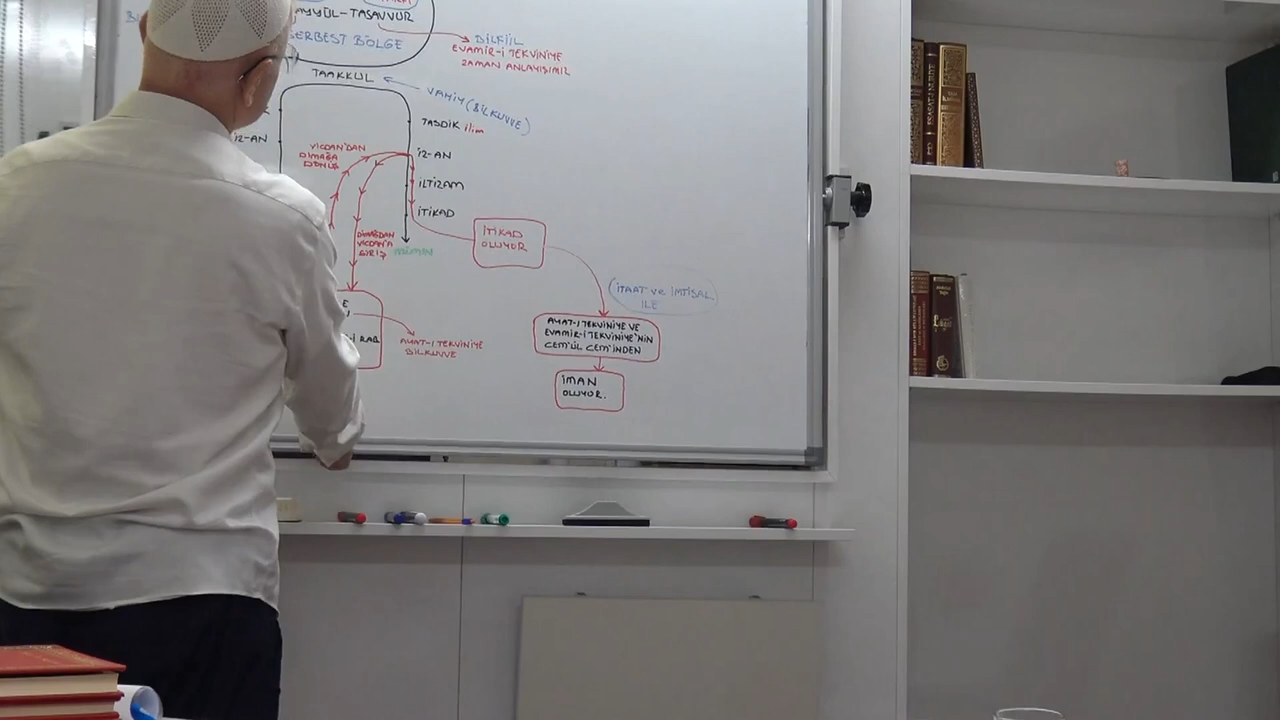 TASAVVUR
SERBEST BÖLGE
BİLFİİL
EVAMİR-İ TEKVİNİYE
ZAMAN ANLAYIŞIMIZ
TAAKKUL
VAHİY (BİLKUVVE)
TASDİK ilim
İZ-AN
İZ-AN
VİCDAN'DAN
DİMAĞA
DÖNÜŞ
İLTİZAM
İTİKAD
DİMAĞDAN
VİCDAN'A
GİRİŞ
İTİKAD
OLUYOR
(İTAAT VE İMTİSAL
İLE
AYAT-I TEKVİNİYE VE
EVAMİR-İ TEKVİNİYE'NİN
CEM'ÜL CEM'İNDEN
AYAT-I TEKVİNİYE
BİLKUVVE
İMAN
OLUYOR.
Lügat